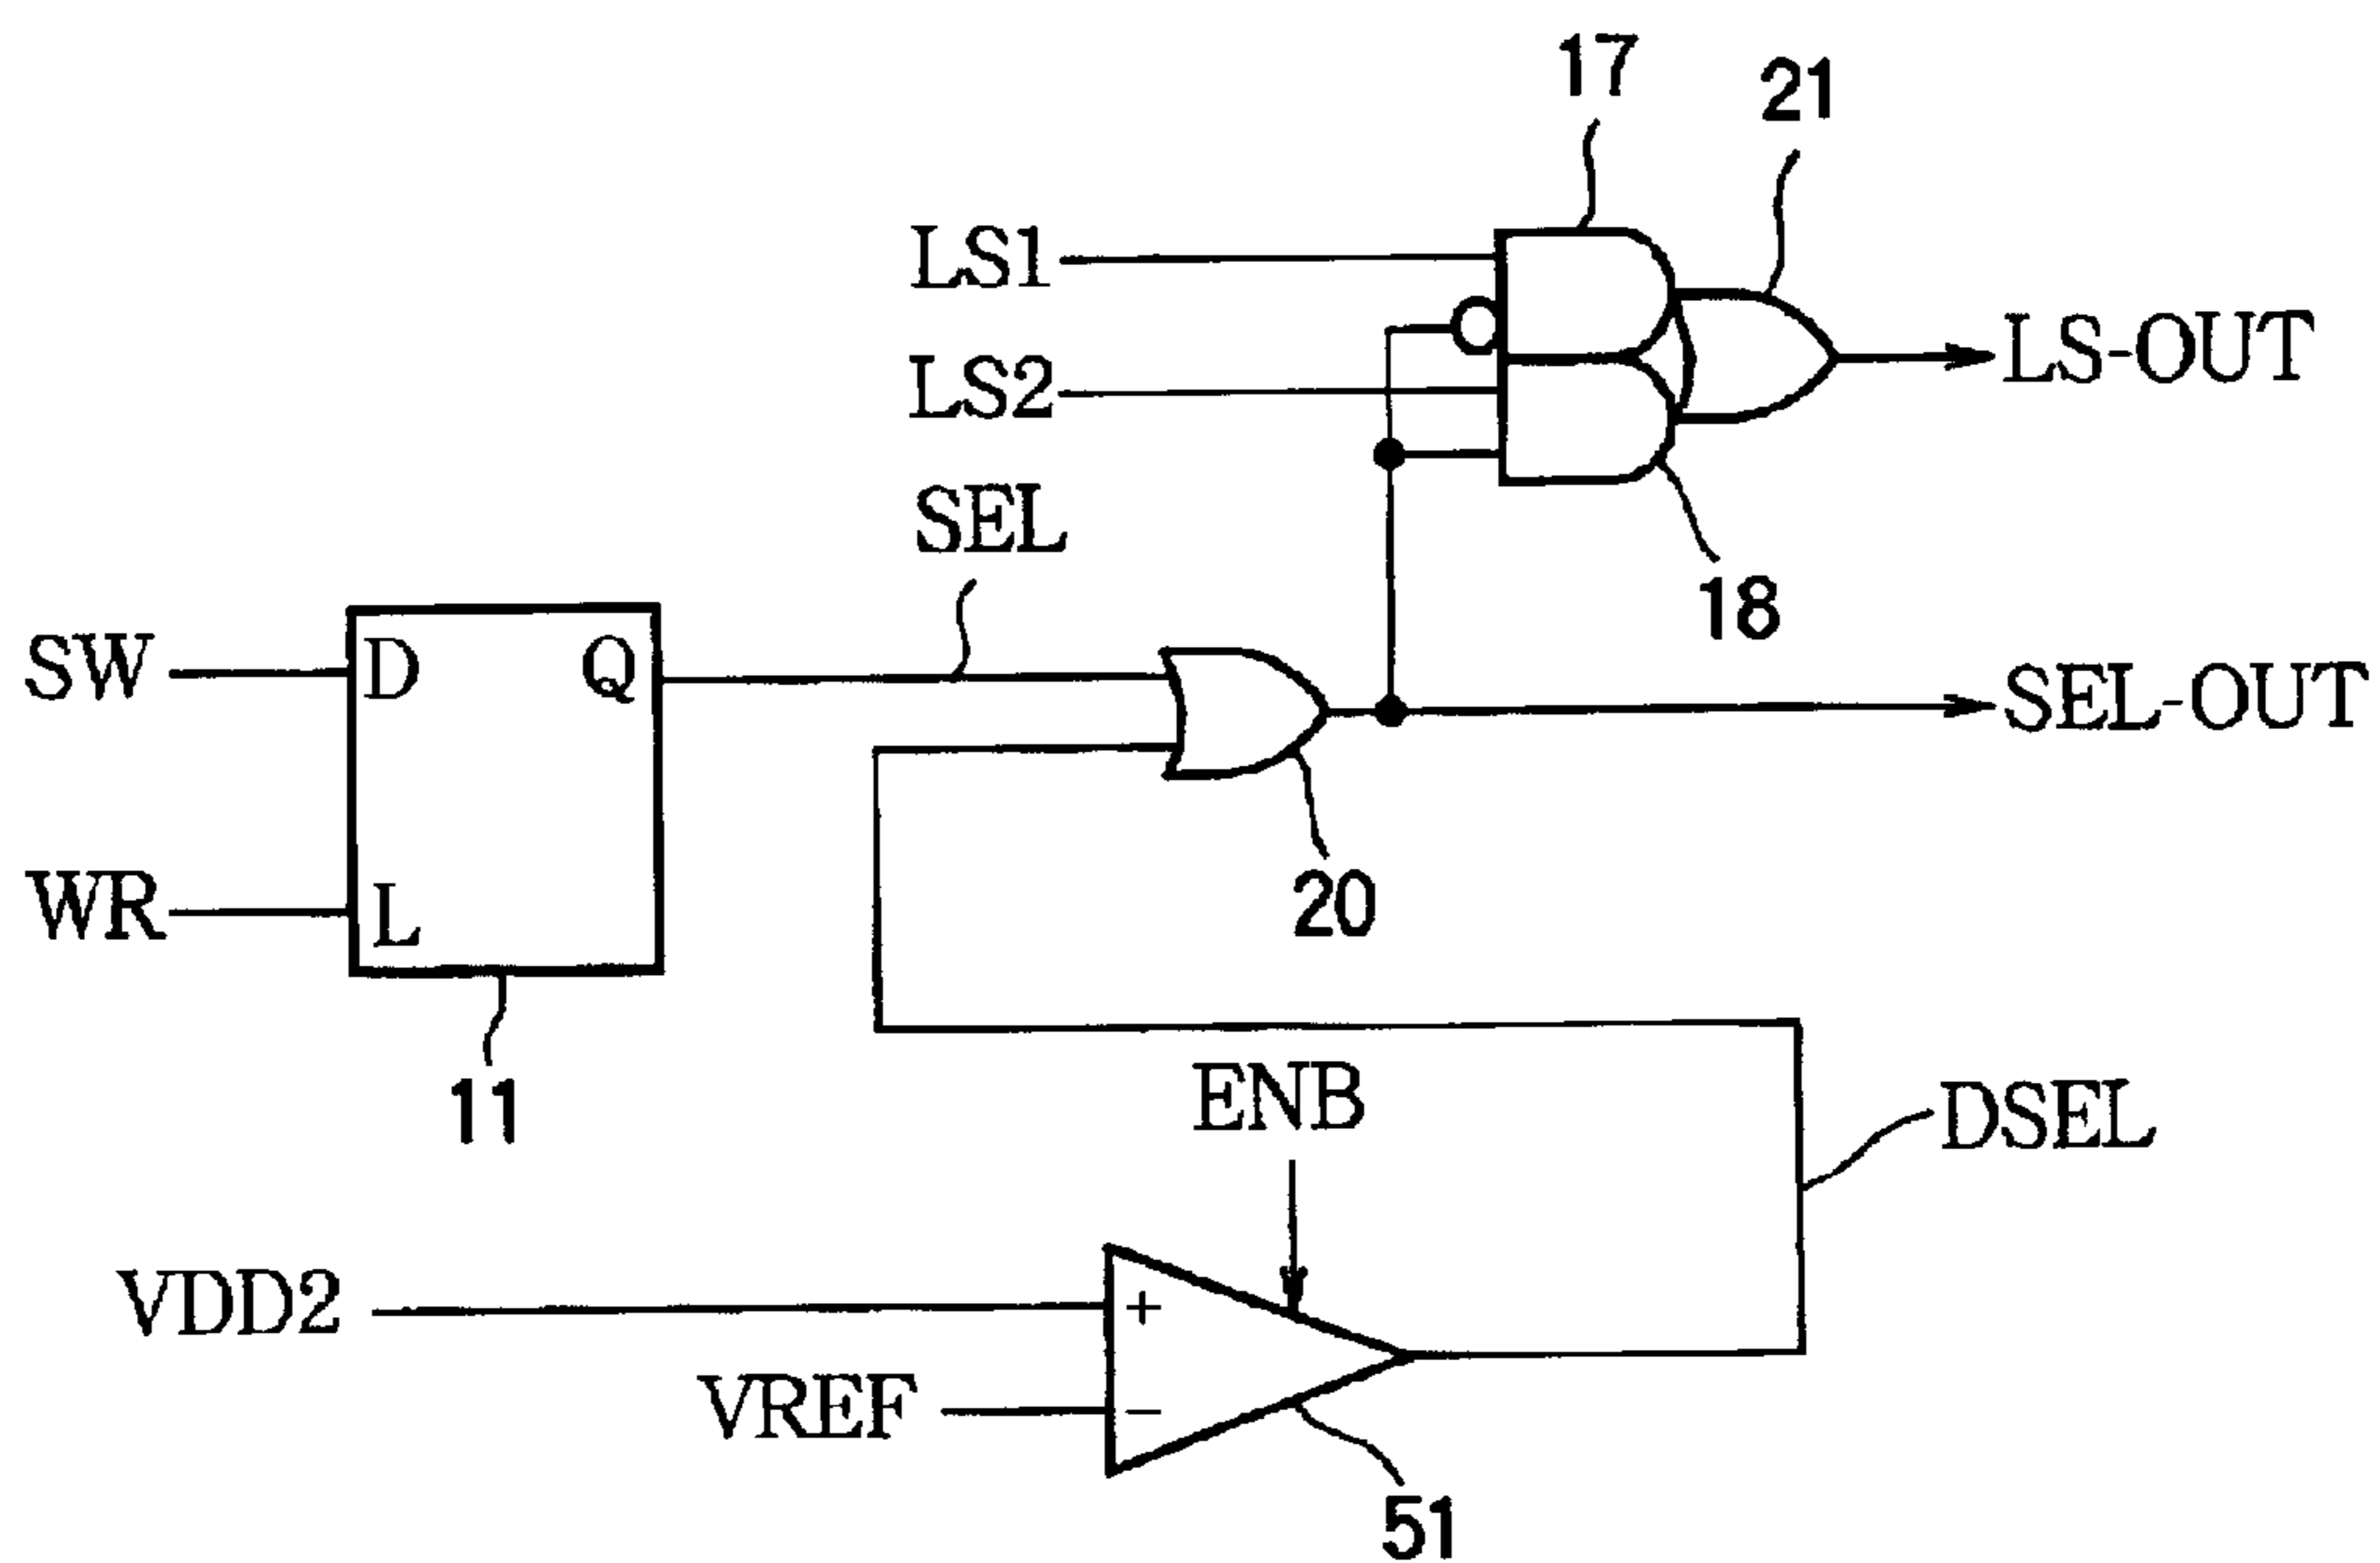 17
21
LS1
LS2
LS-OUT
SEL
18
SW
D
Q
SEL-OUT
WR
L
20
11
ENB
DSEL
VDD2
+
VREF
−
51